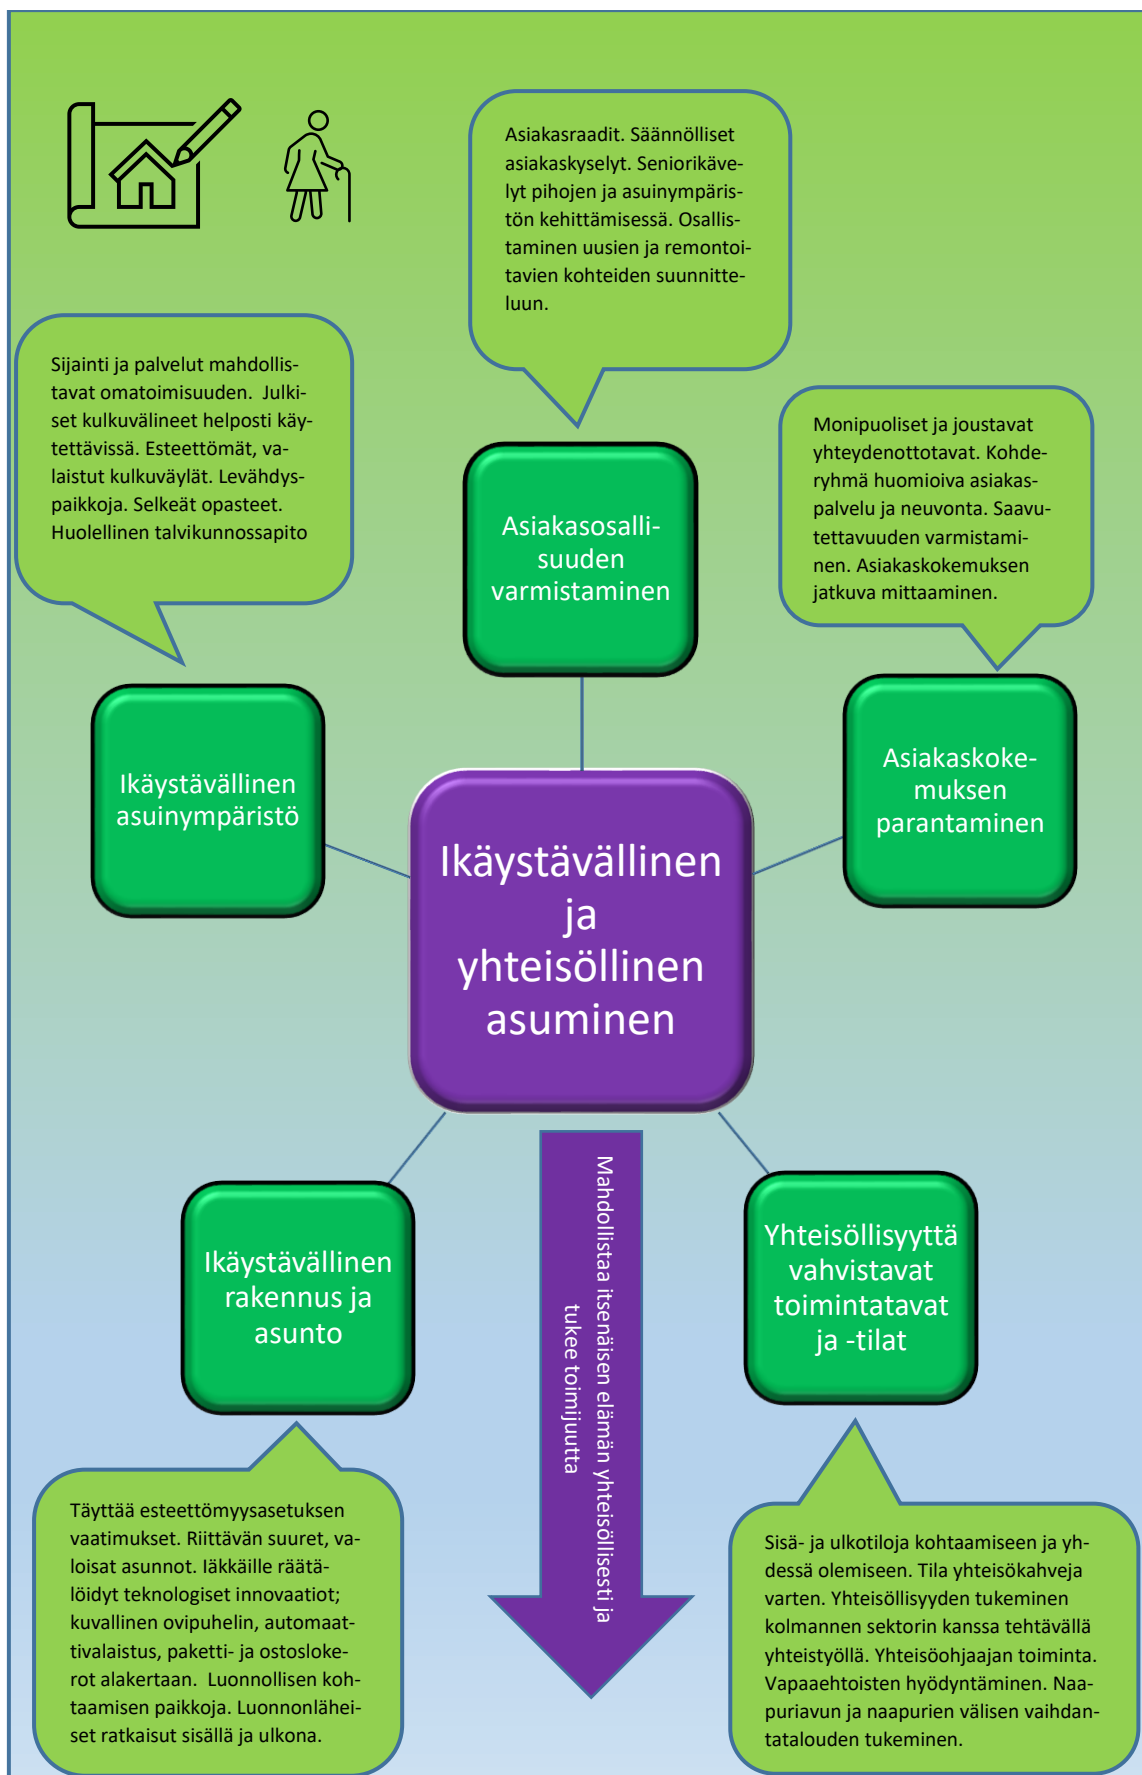 Asiakasraadit. Säännölliset
asiakaskyselyt. Seniorikäve-
lyt pihojen ja asuinympäris-
tön kehittämisessä. Osallis-
taminen uusien ja remontoi-
tavien kohteiden suunnitte-
luun.
Sijainti ja palvelut mahdollis-
tavat omatoimisuuden. Julki-
set kulkuvälineet helposti käy-
tettävissä. Esteettömät, va-
laistut kulkuväylät. Levähdys-
paikkoja. Selkeät opasteet.
Huolellinen talvikunnossapito
Monipuoliset ja joustavat
yhteydenottotavat. Kohde-
ryhmä huomioiva asiakas-
palvelu ja neuvonta. Saavu-
tettavuuden varmistami-
nen. Asiakaskokemuksen
jatkuva mittaaminen.
Asiakasosalli-
suuden
varmistaminen
Ikäystävällinen
asuinympäristö
Asiakaskoke-
muksen
parantaminen
Ikäystävällinen
ja
yhteisöllinen
asuminen
Mahdollistaa itsenäisen elämän yhteisöllisesti ja
tukee toimijuutta
Ikäystävällinen
rakennus ja
asunto
Yhteisöllisyyttä
vahvistavat
toimintatavat
ja -tilat
Täyttää esteettömyysasetuksen
vaatimukset. Riittävän suuret, va-
loisat asunnot. Iäkkäille räätä-
löidyt teknologiset innovaatiot;
kuvallinen ovipuhelin, automaat-
tivalaistus, paketti- ja ostosloke-
rot alakertaan. Luonnollisen koh-
taamisen paikkoja. Luonnonlähei-
set ratkaisut sisällä ja ulkona.
Sisä- ja ulkotiloja kohtaamiseen ja yh-
dessä olemiseen. Tila yhteisökahveja
varten. Yhteisöllisyyden tukeminen
kolmannen sektorin kanssa tehtävällä
yhteistyöllä. Yhteisöohjaajan toiminta.
Vapaaehtoisten hyödyntäminen. Naa-
puriavun ja naapurien välisen vaihdan-
tatalouden tukeminen.